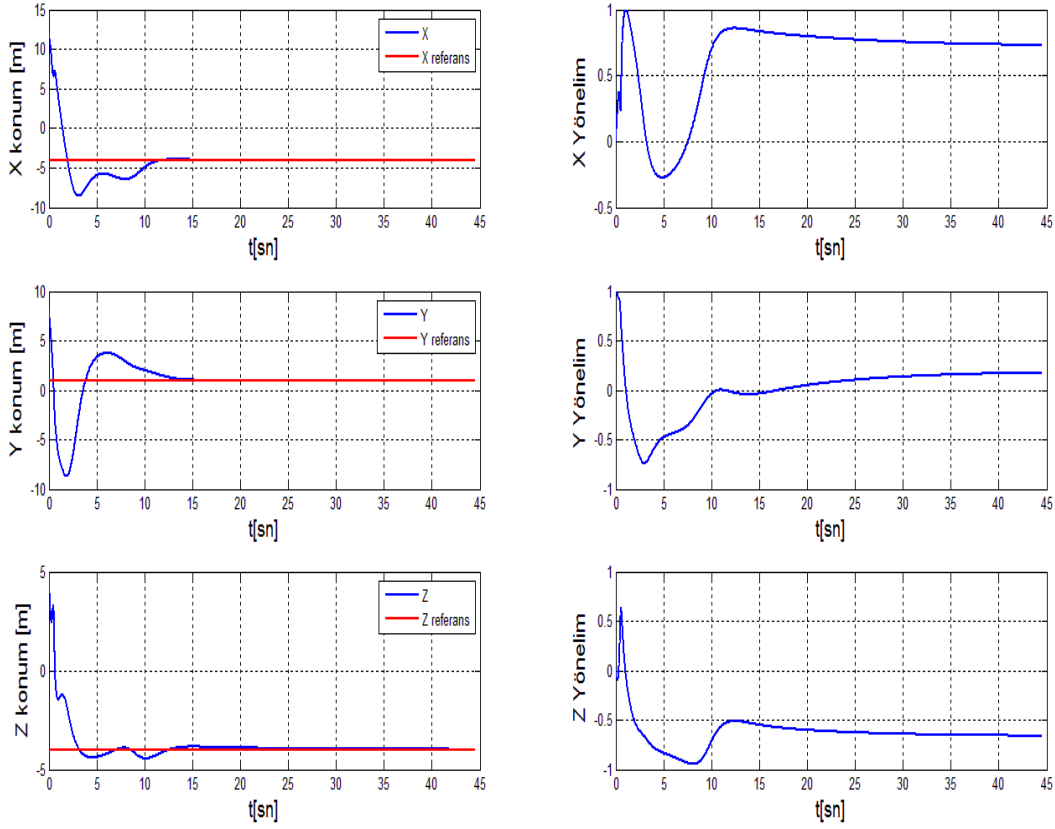 X konum [m]
15
10
5
0
-5
-10
X
X referans
0 5 10 15 20 25 30 35 40 45
t[sn]
X Yönelim
1
0.5
0
-0.5
0 5 10 15 20 25 30 35 40 45
t[sn]
Y konum [m]
10
5
0
-5
-10
Y
Y referans
0 5 10 15 20 25 30 35 40 45
t[sn]
Y Yönelim
1
0.5
0
-0.5
-1
0 5 10 15 20 25 30 35 40 45
t[sn]
Z konum [m]
5
0
-5
Z
Z referans
0 5 10 15 20 25 30 35 40 45
t[sn]
Z Yönelim
1
0.5
0
-0.5
-1
0 5 10 15 20 25 30 35 40 45
t[sn]